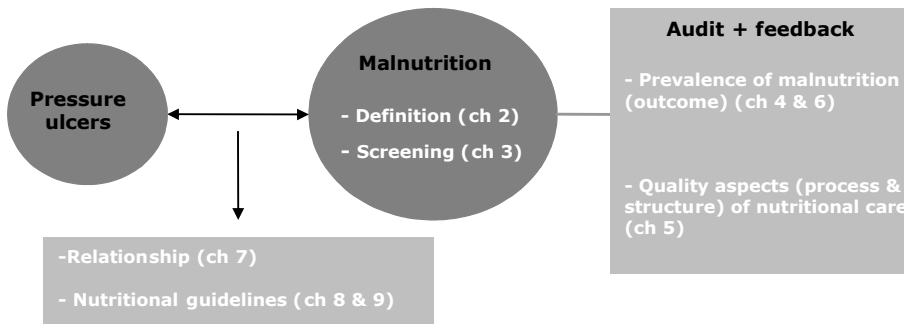 Pressure
ulcers
Malnutrition
- Definition (ch 2)
- Screening (ch 3)
Audit + feedback
- Prevalence of malnutrition
(outcome) (ch 4 & 6)
- Quality aspects (process &
structure) of nutritional care
(ch 5)
-Relationship (ch 7)
- Nutritional guidelines (ch 8 & 9)